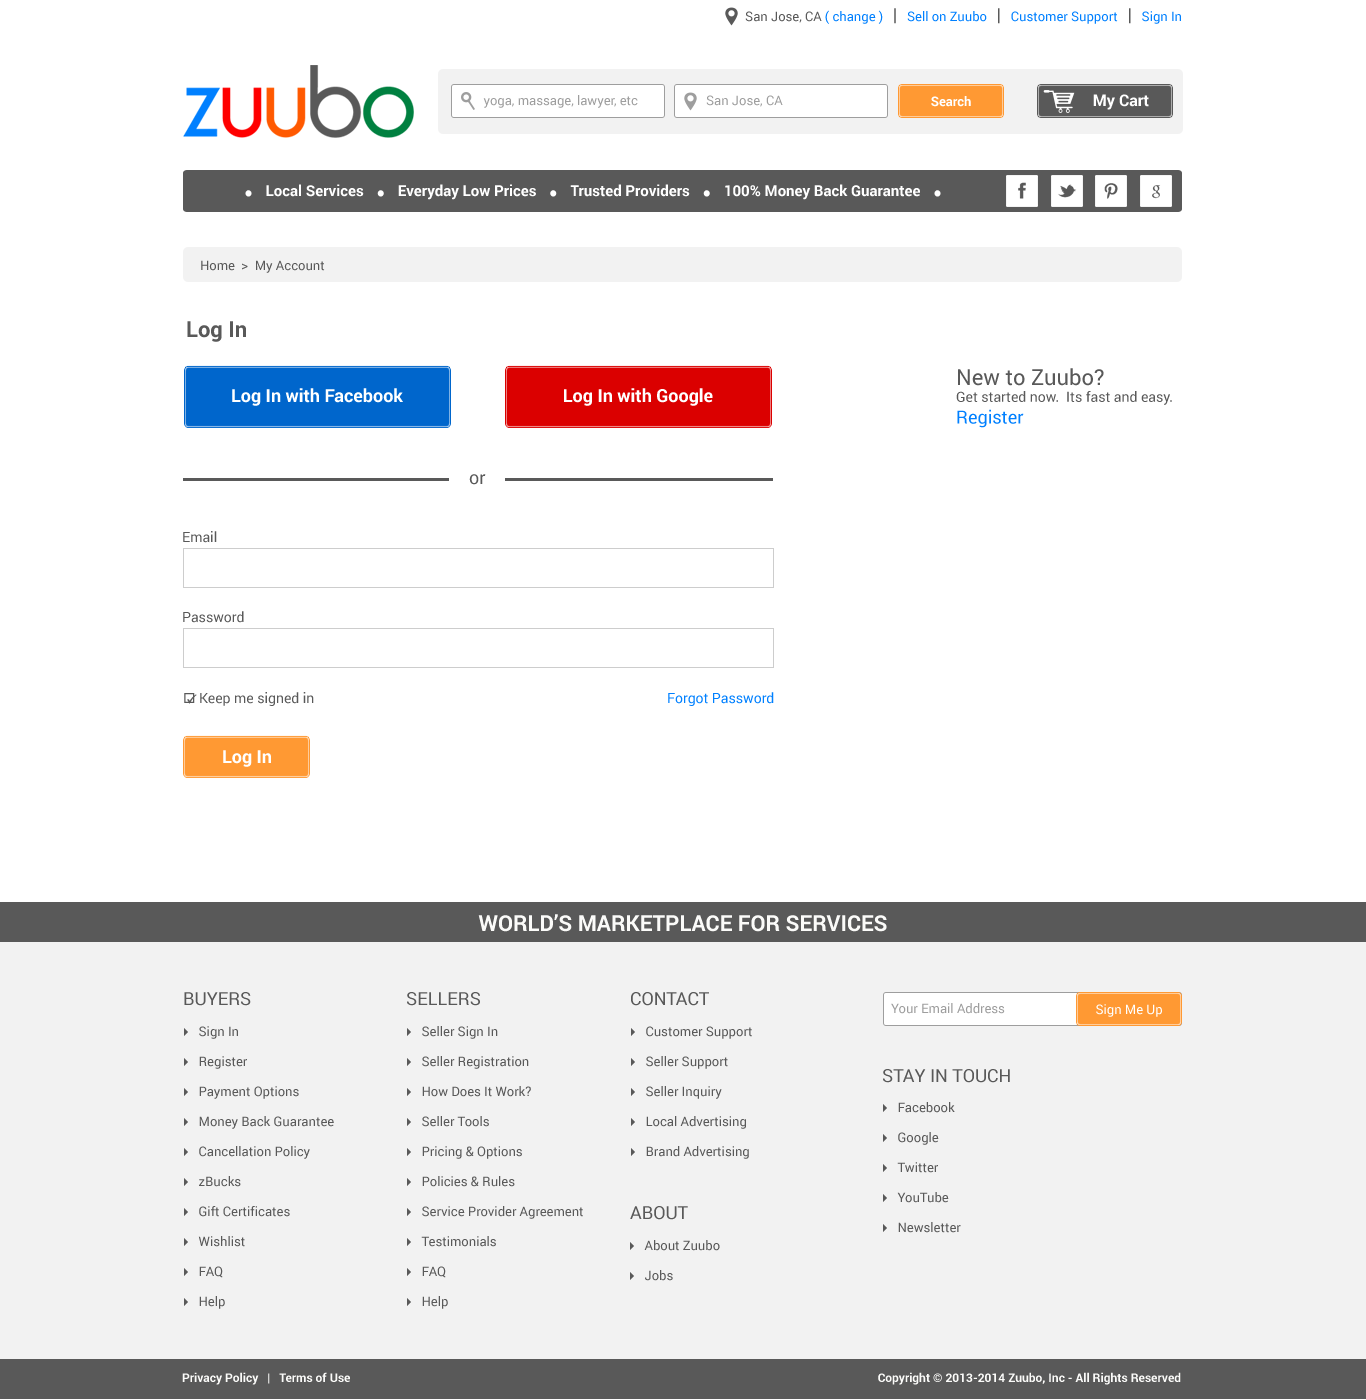 San Jose, CA ( change ) | Sell on Zuubo | Customer Support | Sign In
zuubo
yoga, massage, lawyer, etc
San Jose, CA
Search
My Cart
• Local Services • Everyday Low Prices • Trusted Providers • 100% Money Back Guarantee •
f
g
Home > My Account
Log In
Log In with Facebook
Log In with Google
New to Zuubo?
Get started now. Its fast and easy.
Register
or
Email
Password
Keep me signed in
Forgot Password
Log In
WORLD’S MARKETPLACE FOR SERVICES
BUYERS
Sign In
Register
Payment Options
Money Back Guarantee
Cancellation Policy
zBucks
Gift Certificates
Wishlist
FAQ
Help
SELLERS
Seller Sign In
Seller Registration
How Does It Work?
Seller Tools
Pricing & Options
Policies & Rules
Service Provider Agreement
Testimonials
FAQ
Help
CONTACT
Customer Support
Seller Support
Seller Inquiry
Local Advertising
Brand Advertising
ABOUT
About Zuubo
Jobs
Your Email Address
Sign Me Up
STAY IN TOUCH
Facebook
Google
Twitter
YouTube
Newsletter
Privacy Policy | Terms of Use
Copyright © 2013-2014 Zuubo, Inc - All Rights Reserved